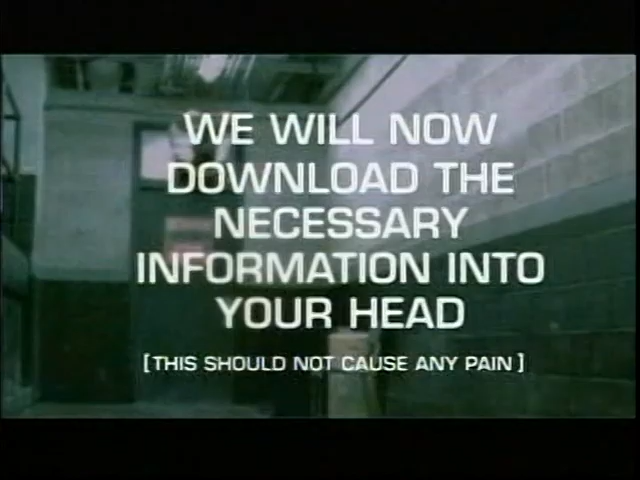 WE WILL NOW
DOWNLOAD THE
NECESSARY
INFORMATION INTO
YOUR HEAD
[THIS SHOULD NOT CAUSE ANY PAIN]